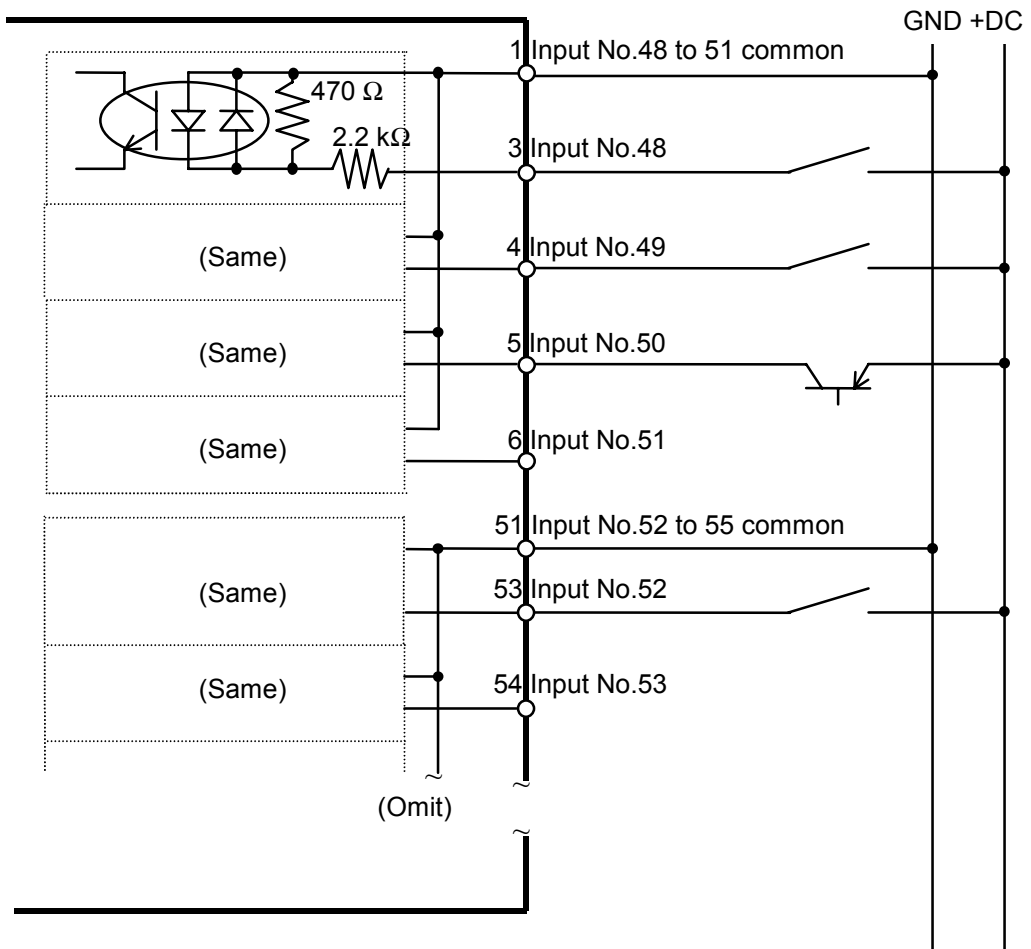 GND +DC
1 Input No.48 to 51 common
470 Ω
2.2 kΩ
3 Input No.48
(Same)
4 Input No.49
(Same)
5 Input No.50
(Same)
6 Input No.51
51 Input No.52 to 55 common
(Same)
53 Input No.52
(Same)
54 Input No.53
~
~
(Omit)
~